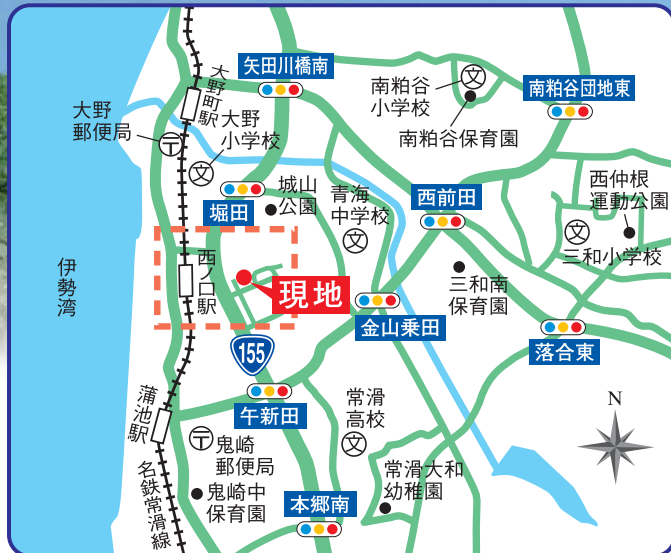 矢田川橋南
大野町駅
南粕谷
小学校
文
南粕谷団地東
大野
郵便局
〒
大野
小学校
文
南粕谷保育園
堀田
城山
公園
青海
中学校
文
西前田
西仲根
運動公園
文
三和小学校
伊勢湾
西ノ口駅
現地
三和南
保育園
金山乗田
落合東
155
午新田
蒲池駅
常滑
高校
文
N
〒
鬼崎
郵便局
鬼崎中
保育園
常滑大和
幼稚園
本郷南
名鉄常滑線